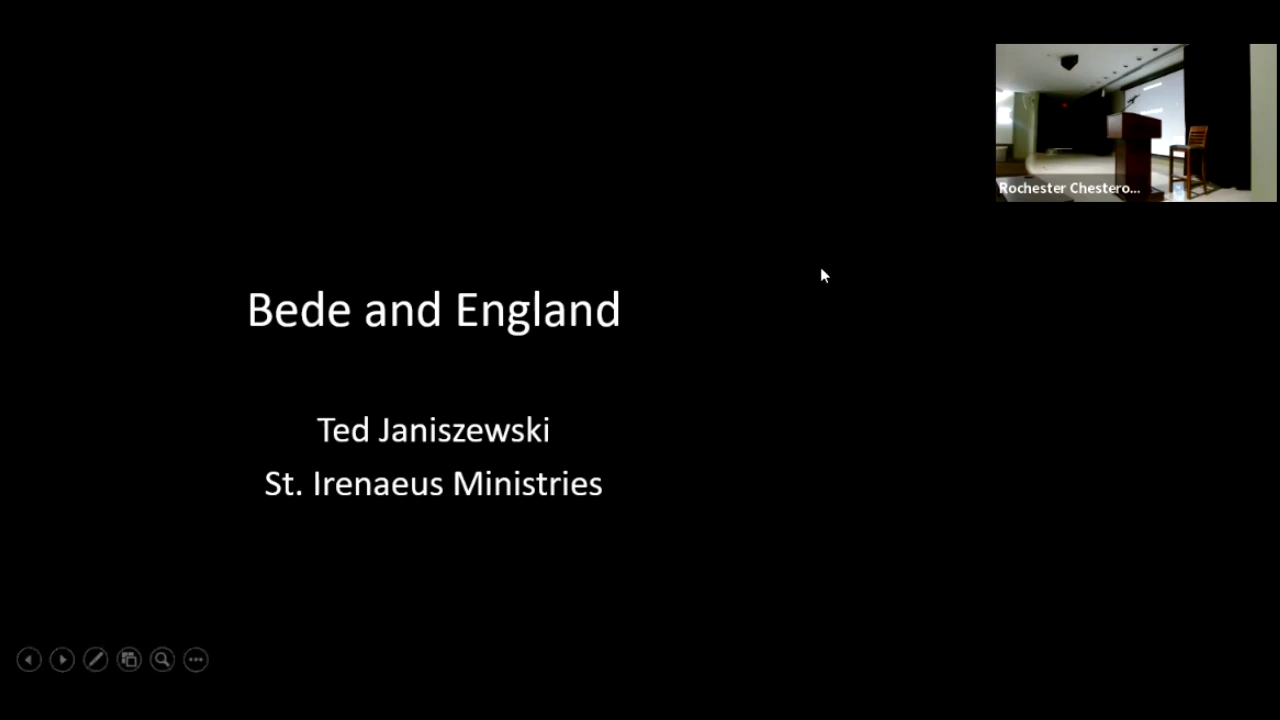 Bede and England
Ted Janiszewski
St. Irenaeus Ministries
Rochester Chestero...